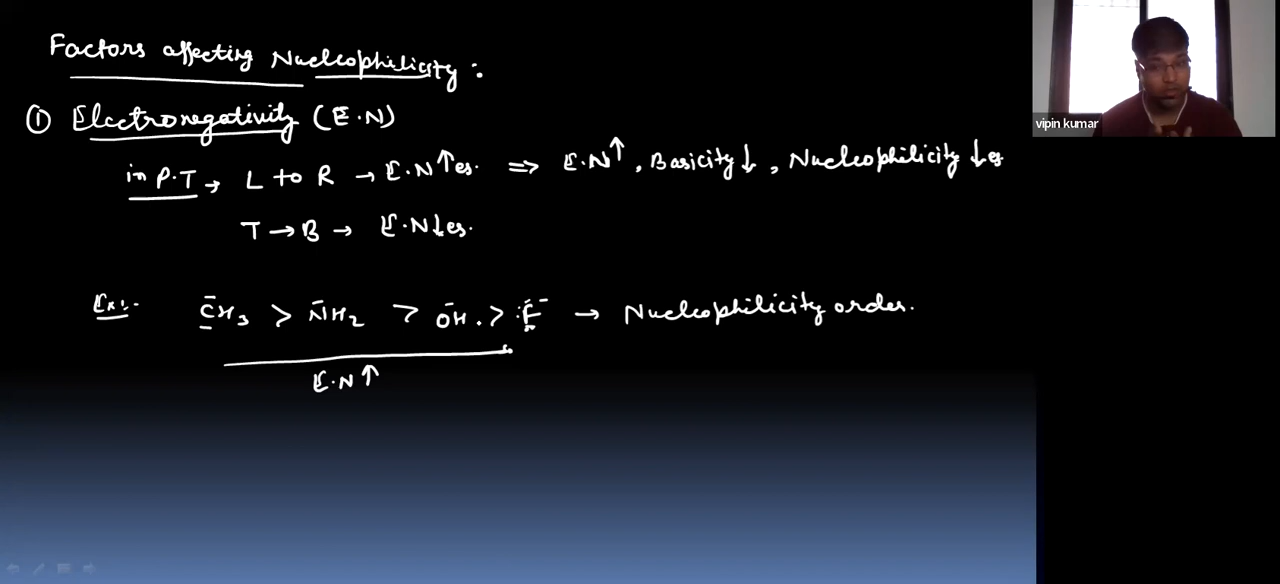 Factors affecting Nucleophilicity :
① Electronegativity (E.N)
in P.T → L to R → E.N↑es. ⇒ E.N↑, Basicity↓, Nucleophilicity ↓es
T → B → E.N↓es.
Ex:- C̄H3 > N̄H2 > ŌH. > :F̈:⁻ → Nucleophilicity order.
E.N↑
vipin kumar